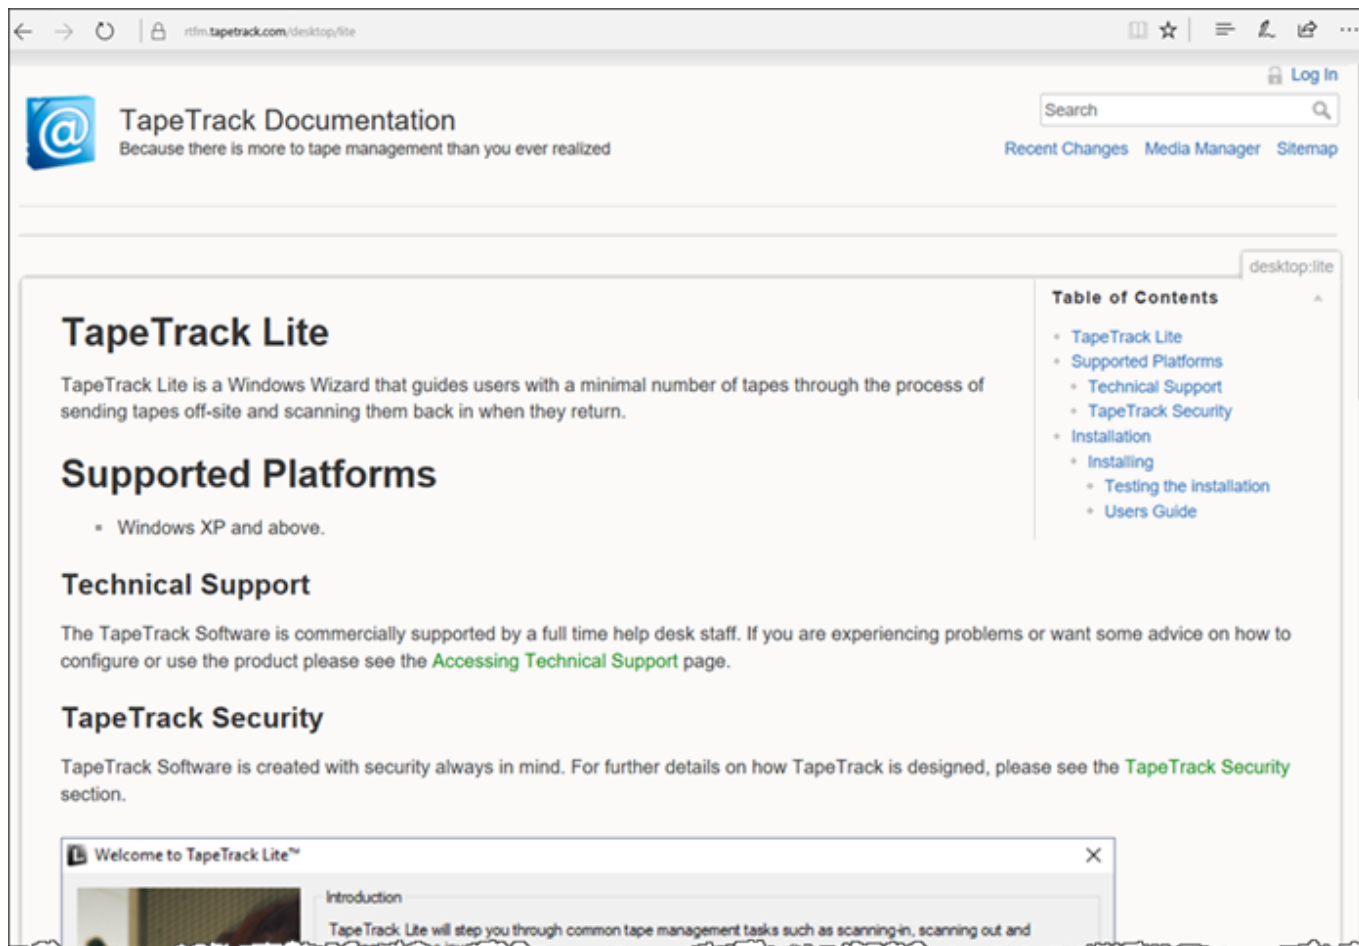 rtfm.tapetrack.com/desktop/lite
Log In
TapeTrack Documentation
Because there is more to tape management than you ever realized
Search
Recent Changes Media Manager Sitemap
desktop:lite
Table of Contents
TapeTrack Lite
Supported Platforms
Technical Support
TapeTrack Security
Installation
Installing
Testing the installation
Users Guide
TapeTrack Lite
TapeTrack Lite is a Windows Wizard that guides users with a minimal number of tapes through the process of
sending tapes off-site and scanning them back in when they return.
Supported Platforms
Windows XP and above.
Technical Support
The TapeTrack Software is commercially supported by a full time help desk staff. If you are experiencing problems or want some advice on how to
configure or use the product please see the Accessing Technical Support page.
TapeTrack Security
TapeTrack Software is created with security always in mind. For further details on how TapeTrack is designed, please see the TapeTrack Security
section.
Welcome to TapeTrack Lite™
Introduction
TapeTrack Lite will step you through common tape management tasks such as scanning-in, scanning out and